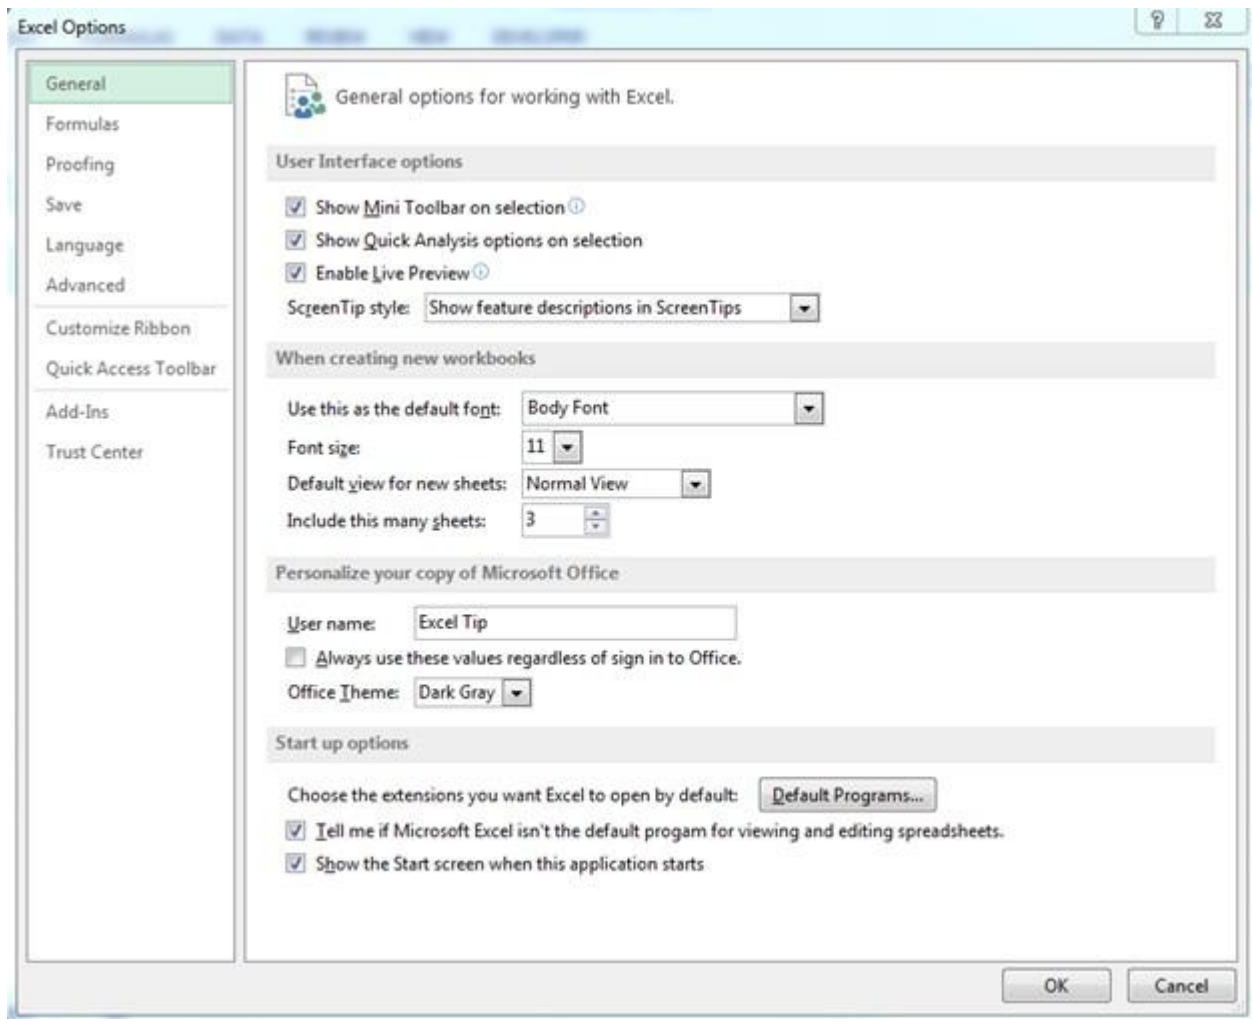 Excel Options
DATA REVIEW VIEW DEVELOPER
General
Formulas
Proofing
Save
Language
Advanced
Customize Ribbon
Quick Access Toolbar
Add-Ins
Trust Center
General options for working with Excel.
User Interface options
Show Mini Toolbar on selection
Show Quick Analysis options on selection
Enable Live Preview
ScreenTip style: Show feature descriptions in ScreenTips
When creating new workbooks
Use this as the default font: Body Font
Font size: 11
Default view for new sheets: Normal View
Include this many sheets: 3
Personalize your copy of Microsoft Office
User name: Excel Tip
Always use these values regardless of sign in to Office.
Office Theme: Dark Gray
Start up options
Choose the extensions you want Excel to open by default: Default Programs...
Tell me if Microsoft Excel isn't the default progam for viewing and editing spreadsheets.
Show the Start screen when this application starts
OK Cancel